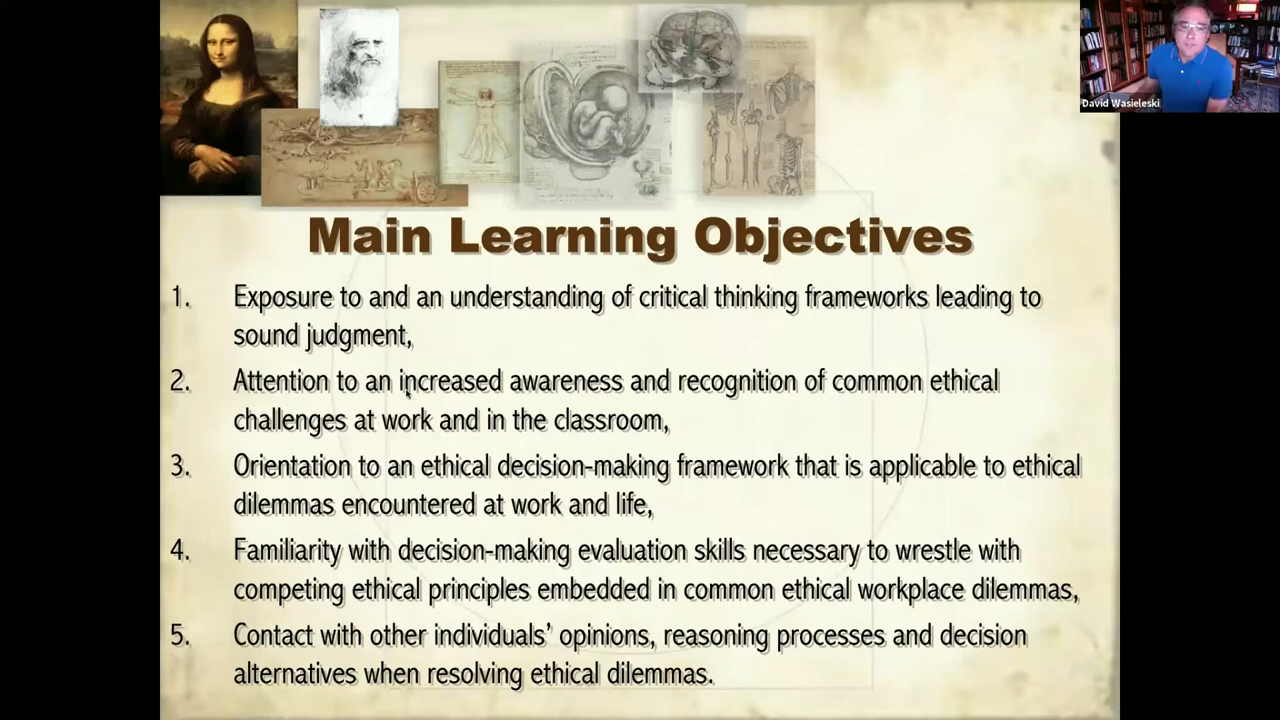 David Wasieleski
Main Learning Objectives
1. Exposure to and an understanding of critical thinking frameworks leading to
sound judgment,
2. Attention to an increased awareness and recognition of common ethical
challenges at work and in the classroom,
3. Orientation to an ethical decision-making framework that is applicable to ethical
dilemmas encountered at work and life,
4. Familiarity with decision-making evaluation skills necessary to wrestle with
competing ethical principles embedded in common ethical workplace dilemmas,
5. Contact with other individuals’ opinions, reasoning processes and decision
alternatives when resolving ethical dilemmas.